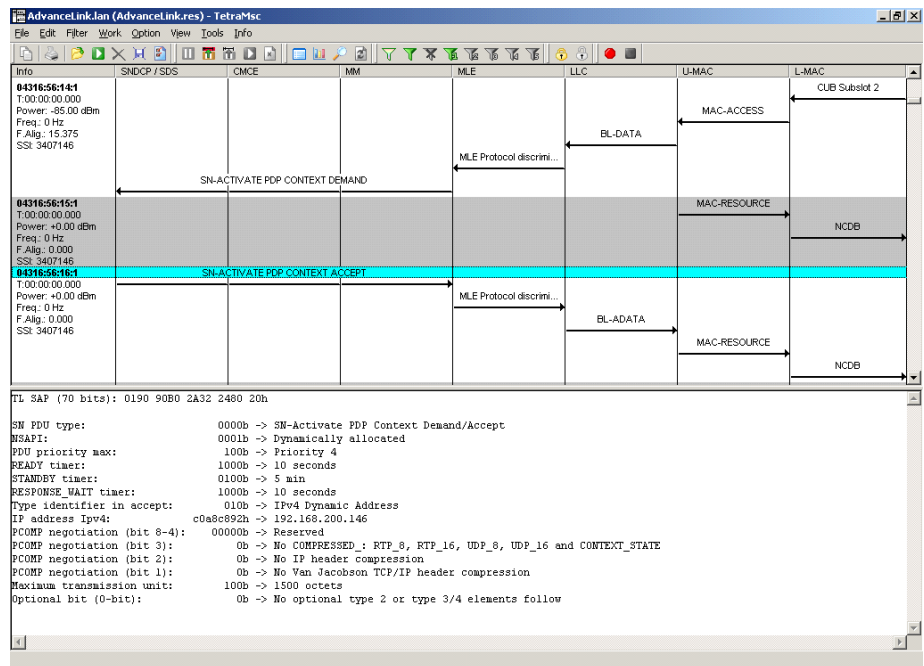 AdvanceLink.lan (AdvanceLink.res) - TetraMsc
File Edit Filter Work Option View Tools Info
Info SNDCP / SDS CMCE MM MLE LLC U-MAC L-MAC
04316:56:14:1
T:00:00:00.000
Power: -85.00 dBm
Freq.: 0 Hz
F.Alig.: 15.375
SSI: 3407146
CUB Subslot 2
MAC-ACCESS
BL-DATA
MLE Protocol discrimi...
SN-ACTIVATE PDP CONTEXT DEMAND
04316:56:15:1
T:00:00:00.000
Power: +0.00 dBm
Freq.: 0 Hz
F.Alig.: 0.000
SSI: 3407146
MAC-RESOURCE
NCDB
04316:56:16:1
SN-ACTIVATE PDP CONTEXT ACCEPT
T:00:00:00.000
Power: +0.00 dBm
Freq.: 0 Hz
F.Alig.: 0.000
SSI: 3407146
MLE Protocol discrimi...
BL-ADATA
MAC-RESOURCE
NCDB
TL SAP (70 bits): 0190 90B0 2A32 2480 20h
SN PDU type: 0000b -> SN-Activate PDP Context Demand/Accept
NSAPI: 0001b -> Dynamically allocated
PDU priority max: 100b -> Priority 4
READY timer: 1000b -> 10 seconds
STANDBY timer: 0100b -> 5 min
RESPONSE_WAIT timer: 1000b -> 10 seconds
Type identifier in accept: 010b -> IPv4 Dynamic Address
IP address Ipv4: c0a8c892h -> 192.168.200.146
PCOMP negotiation (bit 8-4): 00000b -> Reserved
PCOMP negotiation (bit 3): 0b -> No COMPRESSED_: RTP_8, RTP_16, UDP_8, UDP_16 and CONTEXT_STATE
PCOMP negotiation (bit 2): 0b -> No IP header compression
PCOMP negotiation (bit 1): 0b -> No Van Jacobson TCP/IP header compression
Maximum transmission unit: 100b -> 1500 octets
Optional bit (O-bit): 0b -> No optional type 2 or type 3/4 elements follow